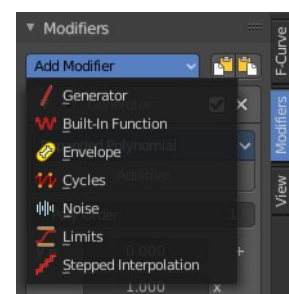 Modifiers
Add Modifier
Generator
Built-In Function
Envelope
Cycles
Noise
Limits
Stepped Interpolation
Additive
0.000
1.000 x
F-Curve
Modifiers
View